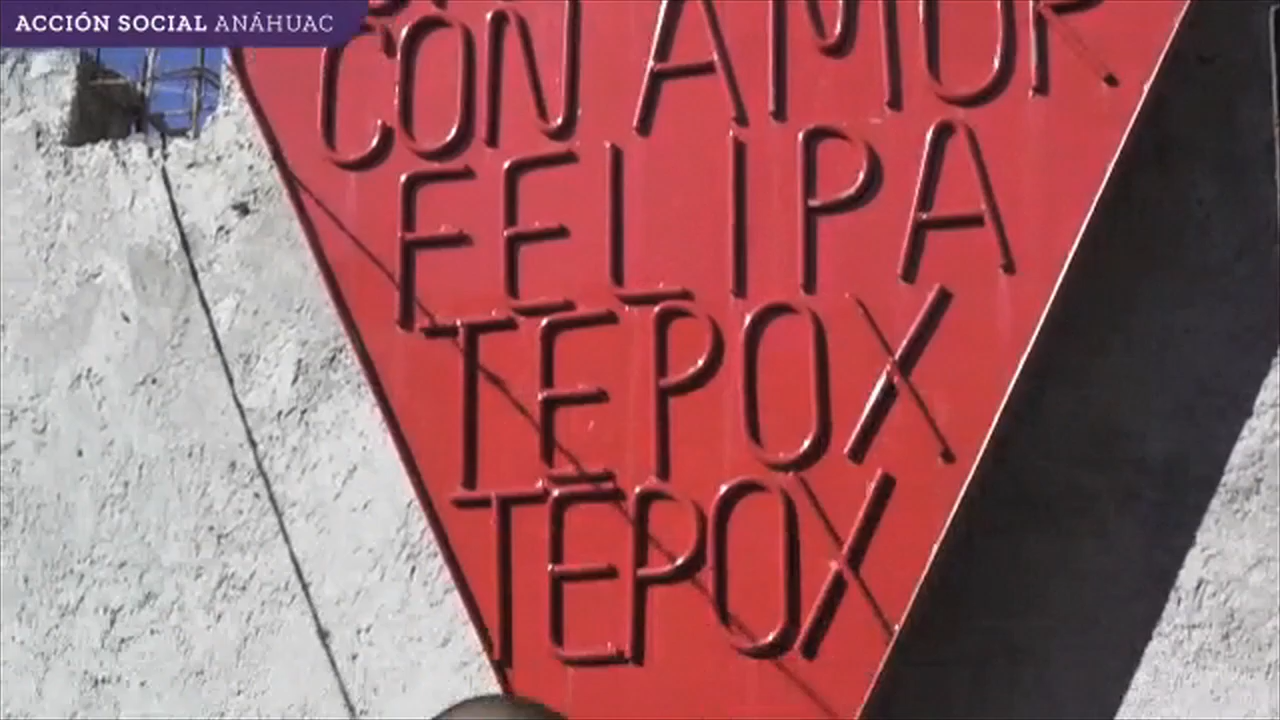 ACCIÓN SOCIAL ANÁHUAC
CON AMOR
FELIPA
TEPOX
TEPOX